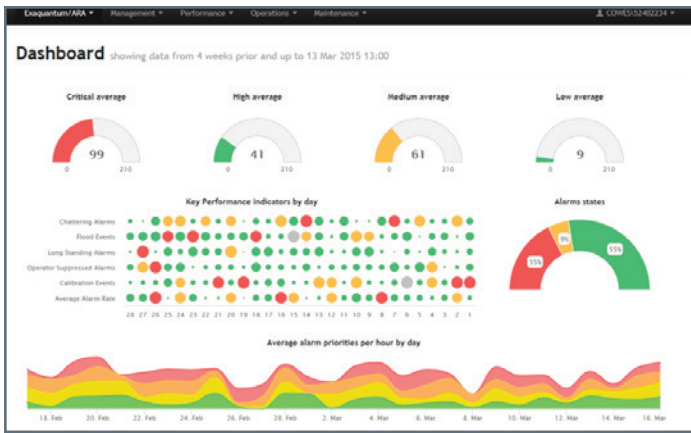 Exaquantum/ARA Management Performance Operations Maintenance COWES\52402234
Dashboard showing data from 4 weeks prior and up to 13 Mar 2015 13:00
Critical average High average Medium average Low average
99 41 61 9
0 210 0 210 0 210 0 210
Key Performance Indicators by day Alarms states
Chattering Alarms
Flood Events
Long Standing Alarms
Operator Suppressed Alarms
Calibration Events
Average Alarm Rate
9%
55%
28 27 26 25 24 23 22 21 20 19 18 17 16 15 14 13 12 11 10 9 8 7 6 5 4 3 2 1
Average alarm priorities per hour by day
18. Feb 20. Feb 22. Feb 24. Feb 26. Feb 28. Feb 2. Mar 4. Mar 6. Mar 8. Mar 10. Mar 12. Mar 14. Mar 16. Mar